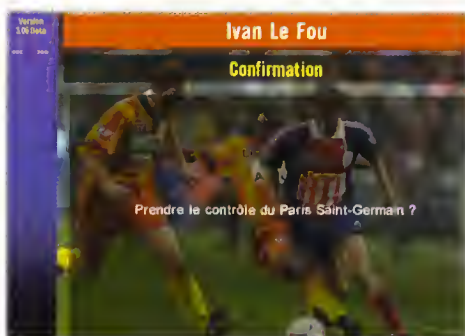 Version
3.06 Beta
Ivan Le Fou
Confirmation
Prendre le contrôle du Paris Saint-Germain ?